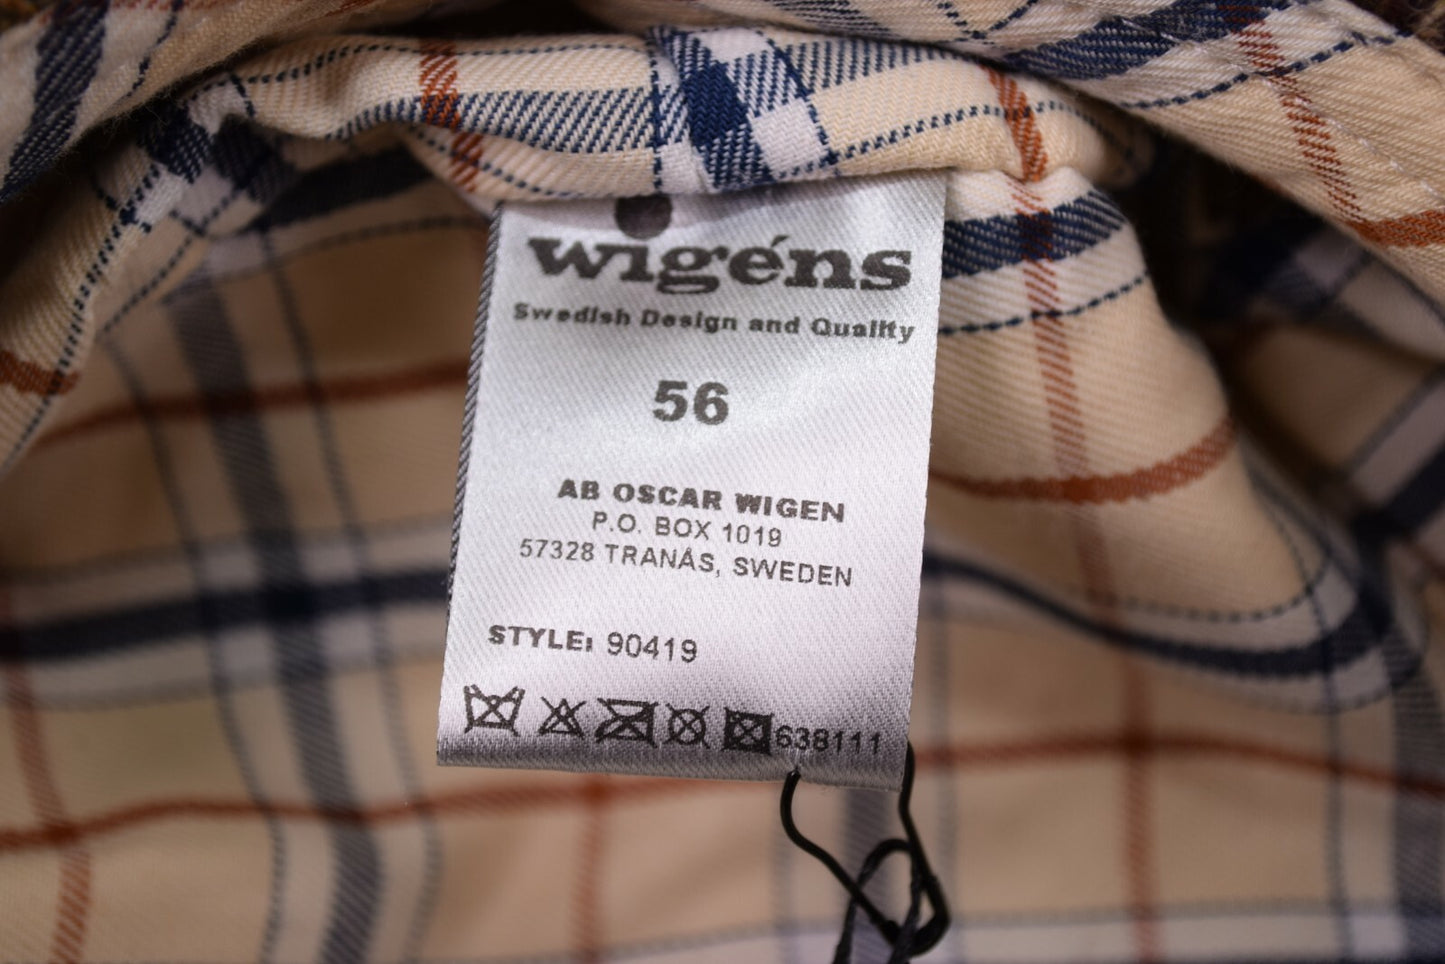 wigéns
Swedish Design and Quality
56
AB OSCAR WIGEN
P.O. BOX 1019
57328 TRANÅS, SWEDEN
STYLE: 90419
638111